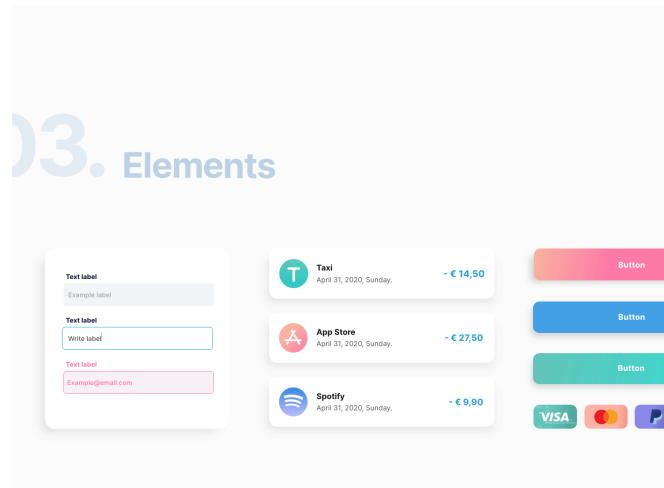 03.
Elements
Text label
Example label
Text label
Write label
Text label
Example@email.com
T
Taxi
April 31, 2020, Sunday.
- € 14,50
App Store
April 31, 2020, Sunday.
- € 27,50
Spotify
April 31, 2020, Sunday.
- € 9,90
Button
Button
Button
VISA
P